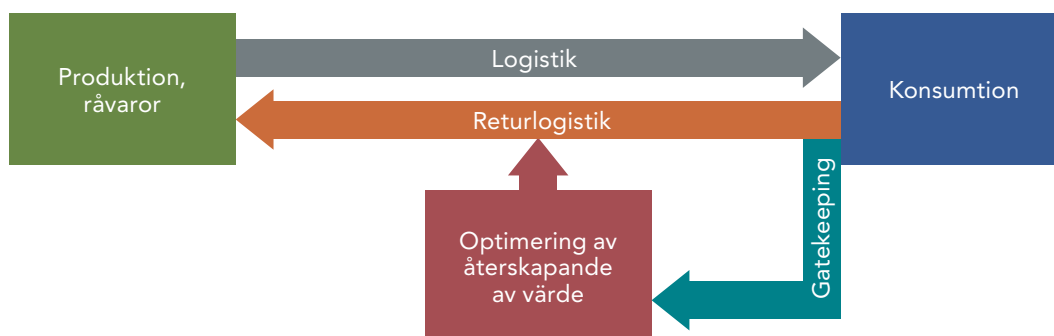 Produktion,
råvaror
Logistik
Returlogistik
Konsumtion
Gatekeeping
Optimering av
återskapande
av värde